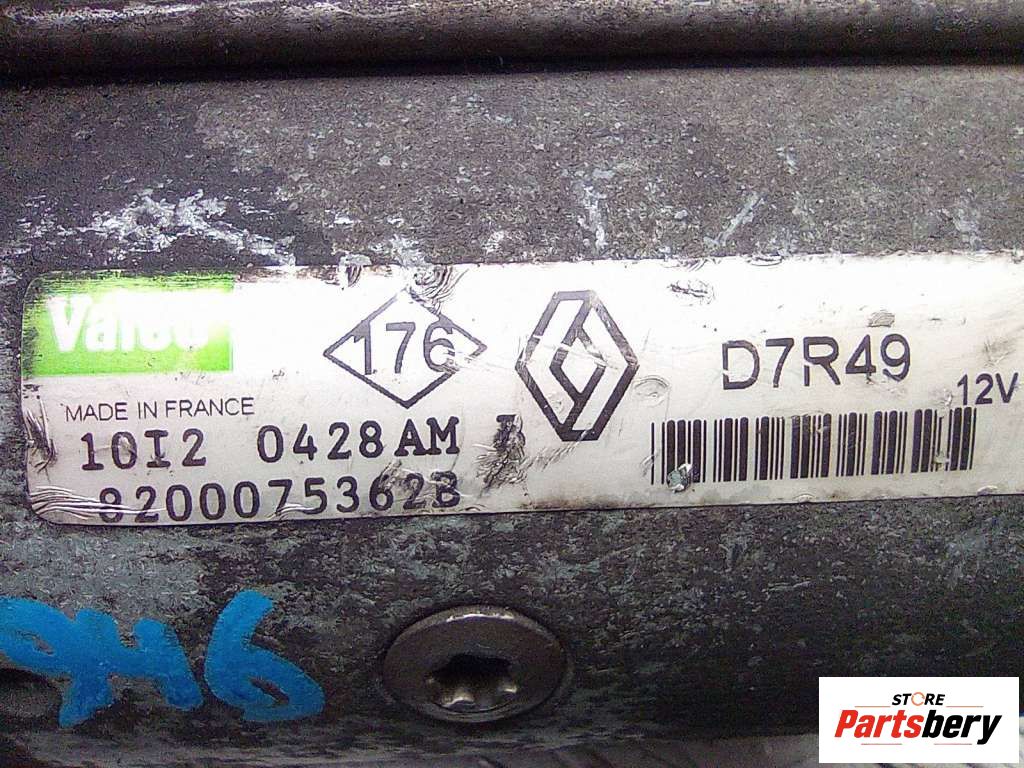 Valeo
176
D7R49
12V
MADE IN FRANCE
10I2 0428AM
8200075362B
STORE
Partsbery